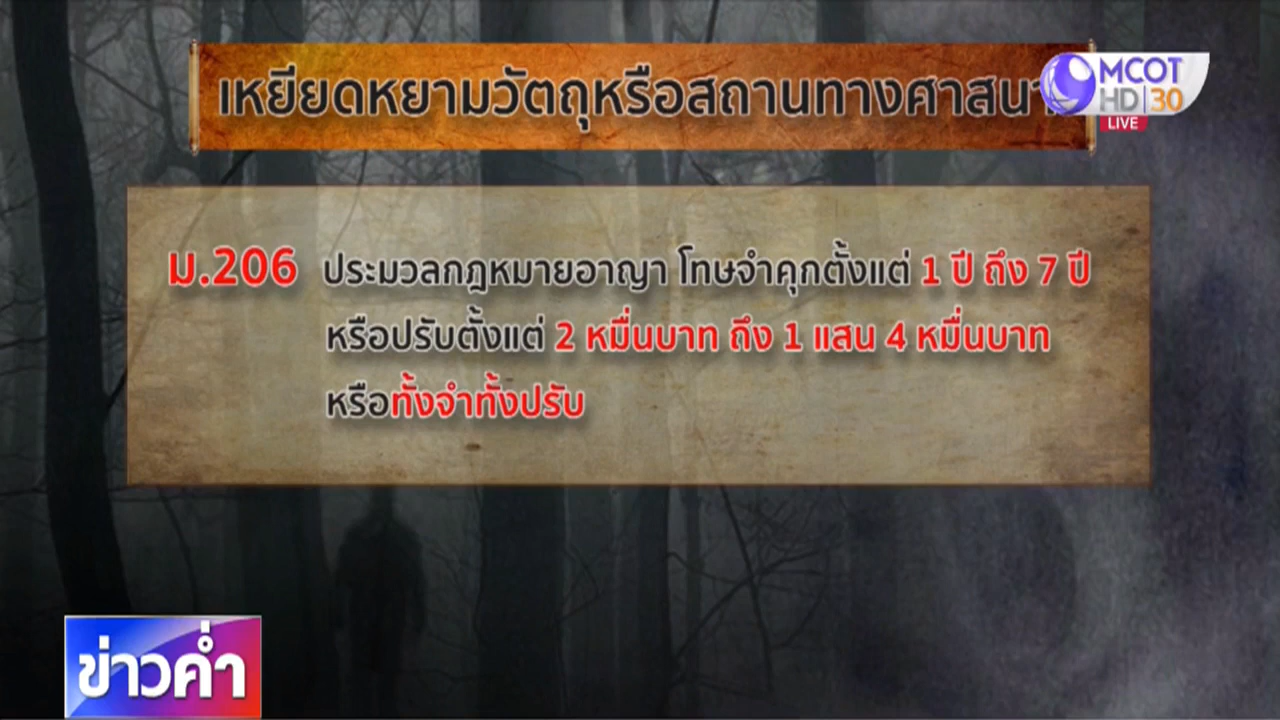 เหยียดหยามวัตถุหรือสถานทางศาสนา
MCOT
HD 30
LIVE
ม.206 ประมวลกฎหมายอาญา โทษจำคุกตั้งแต่ 1 ปี ถึง 7 ปี
หรือปรับตั้งแต่ 2 หมื่นบาท ถึง 1 แสน 4 หมื่นบาท
หรือทั้งจำทั้งปรับ
ข่าวค่ำ